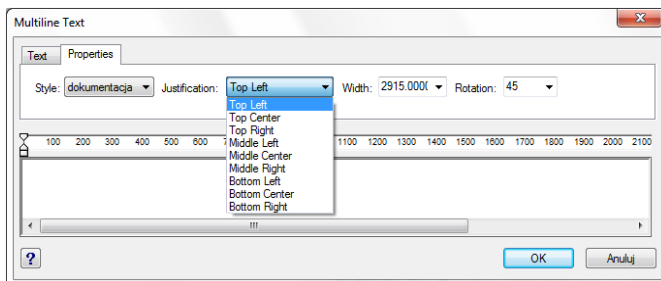 Multiline Text
X
Text Properties
Style: dokumentacja Justification: Top Left Width: 2915.000( Rotation: 45
Top Left
Top Center
Top Right
Middle Left
Middle Center
Middle Right
Bottom Left
Bottom Center
Bottom Right
100 200 300 400 500 600 1100 1200 1300 1400 1500 1600 1700 1800 1900 2000 2100
?
OK Anuluj